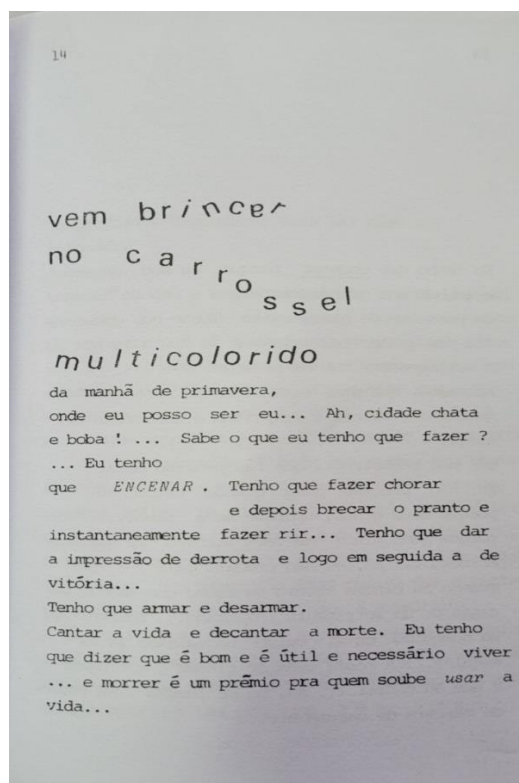 14
vem brincar
no carrossel
multicolorido
da manhã de primavera,
onde eu posso ser eu... Ah, cidade chata
e boba ! ... Sabe o que eu tenho que fazer ?
... Eu tenho
que ENCENAR . Tenho que fazer chorar
e depois brecar o pranto e
instantaneamente fazer rir... Tenho que dar
a impressão de derrota e logo em seguida a de
vitória...
Tenho que armar e desarmar.
Cantar a vida e decantar a morte. Eu tenho
que dizer que é bom e é útil e necessário viver
... e morrer é um prêmio pra quem soube usar a
vida...